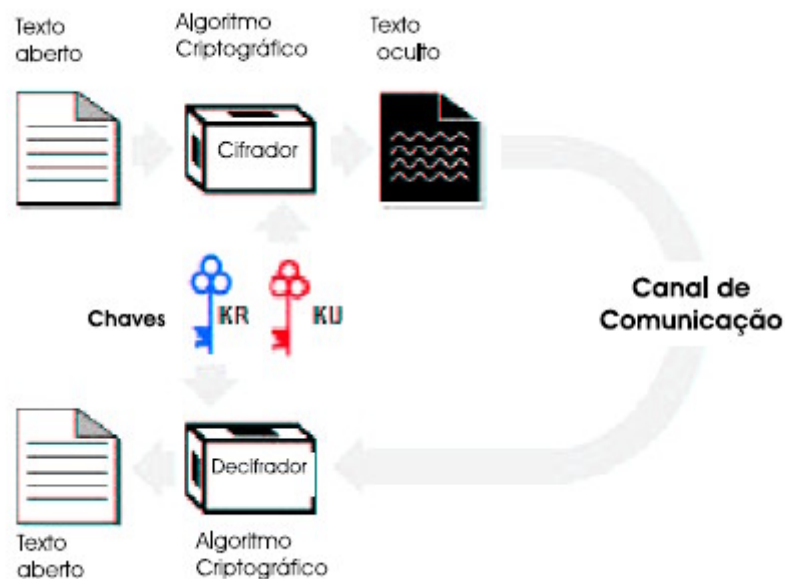 Texto
aberto
Algoritmo
Criptográfico
Texto
oculto
Cifrador
Chaves
KR
KU
Canal de
Comunicação
Decifrador
Texto
aberto
Algoritmo
Criptográfico